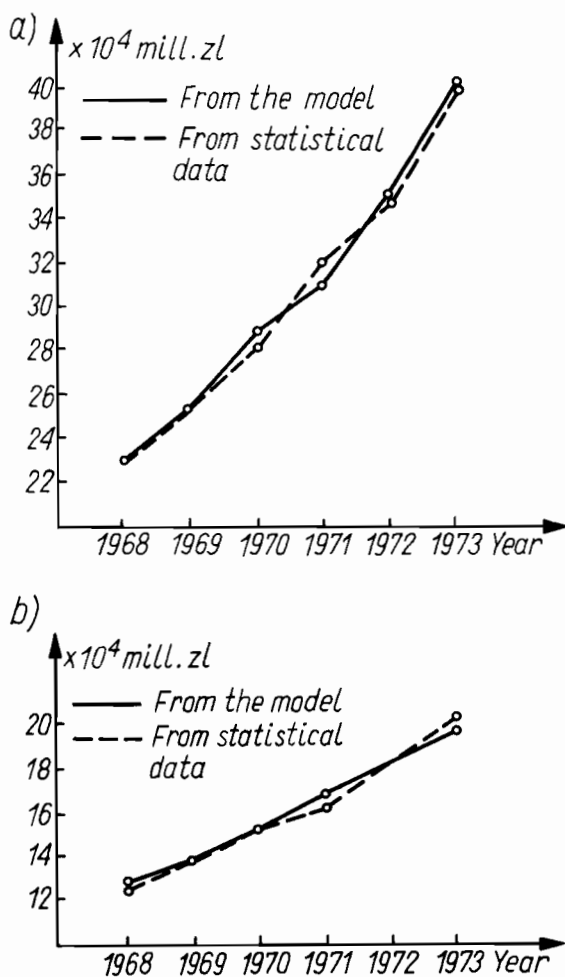 a)
×10⁴ mill.zl
40
38
36
34
32
30
28
26
24
22
From the model
From statistical
data
1968 1969 1970 1971 1972 1973 Year
b)
×10⁴ mill.zl
20
18
16
14
12
From the model
From statistical
data
1968 1969 1970 1971 1972 1973 Year